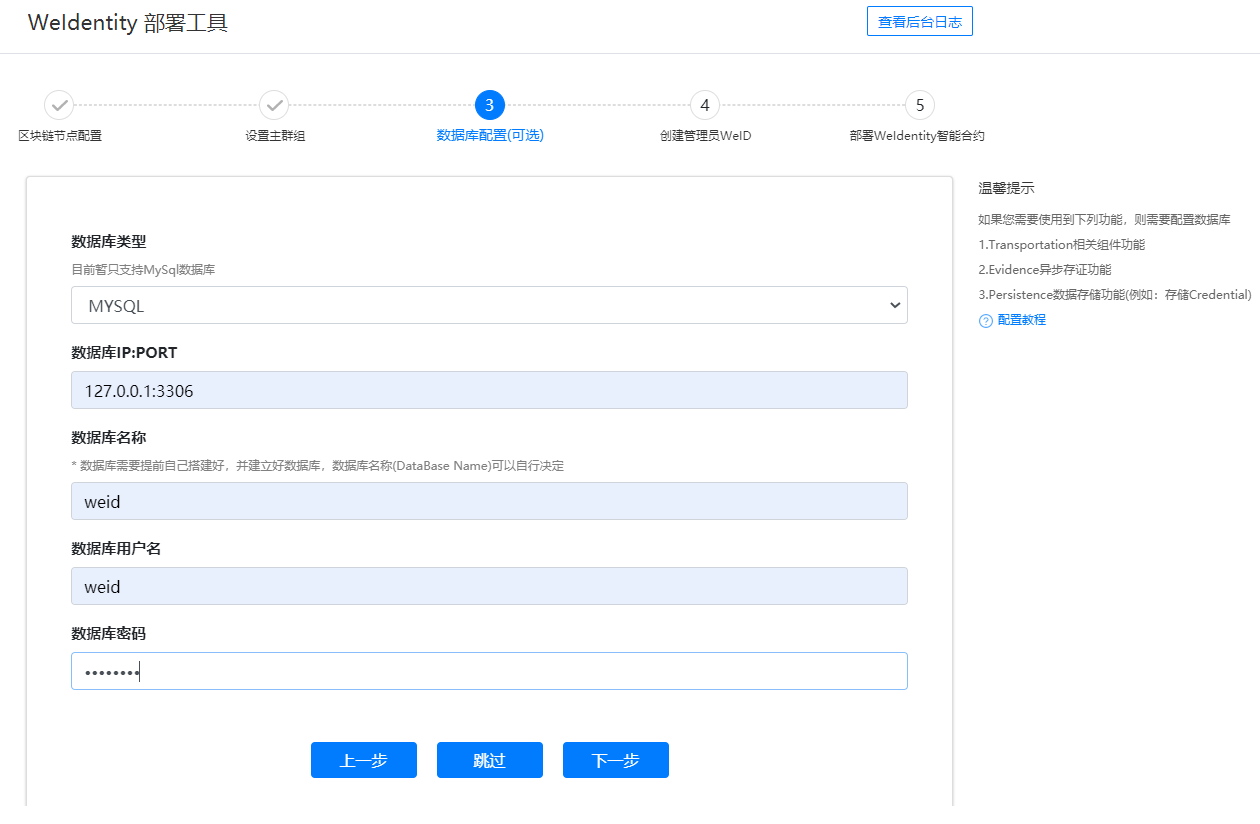 WeIdentity 部署工具
查看后台日志
3
4
5
区块链节点配置
设置主群组
数据库配置(可选)
创建管理员WeID
部署WeIdentity智能合约
数据库类型
目前暂只支持MySql数据库
MYSQL
数据库IP:PORT
127.0.0.1:3306
数据库名称
* 数据库需要提前自己搭建好，并建立好数据库，数据库名称(DataBase Name)可以自行决定
weid
数据库用户名
weid
数据库密码
••••••••
上一步
跳过
下一步
温馨提示
如果您需要使用到下列功能，则需要配置数据库
1.Transportation相关组件功能
2.Evidence异步存证功能
3.Persistence数据存储功能(例如：存储Credential)
? 配置教程